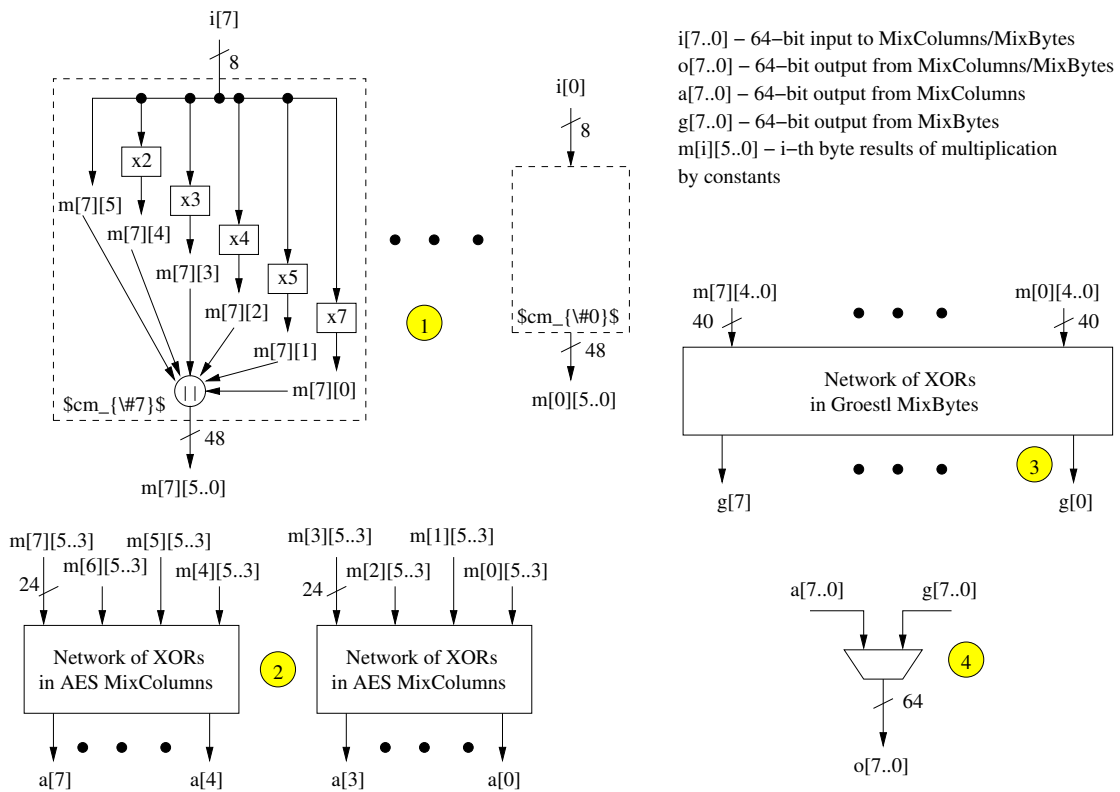 i[7]
8
x2
x3
x4
x5
x7
m[7][5]
m[7][4]
m[7][3]
m[7][2]
m[7][1]
m[7][0]
||
$cm_{\#7}$
48
m[7][5..0]
1
i[0]
8
$cm_{\#0}$
48
m[0][5..0]
i[7..0] − 64−bit input to MixColumns/MixBytes
o[7..0] − 64−bit output from MixColumns/MixBytes
a[7..0] − 64−bit output from MixColumns
g[7..0] − 64−bit output from MixBytes
m[i][5..0] − i−th byte results of multiplication
by constants
m[7][4..0]
m[0][4..0]
40
40
Network of XORs
in Groestl MixBytes
3
g[7]
g[0]
m[7][5..3]
m[5][5..3]
m[6][5..3]
m[4][5..3]
24
Network of XORs
in AES MixColumns
a[7]
a[4]
2
m[3][5..3]
m[1][5..3]
m[2][5..3]
m[0][5..3]
24
Network of XORs
in AES MixColumns
a[3]
a[0]
a[7..0]
g[7..0]
4
64
o[7..0]